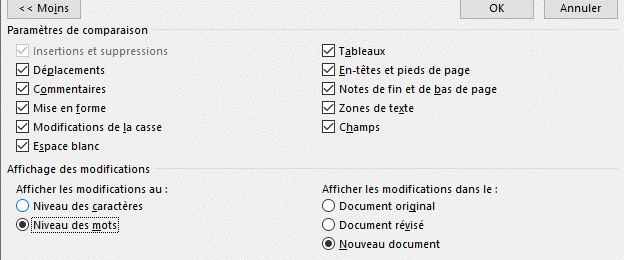 << Moins
OK
Annuler
Paramètres de comparaison
Insertions et suppressions
Déplacements
Commentaires
Mise en forme
Modifications de la casse
Espace blanc
Tableaux
En-têtes et pieds de page
Notes de fin et de bas de page
Zones de texte
Champs
Affichage des modifications
Afficher les modifications au :
Niveau des caractères
Niveau des mots
Afficher les modifications dans le :
Document original
Document révisé
Nouveau document